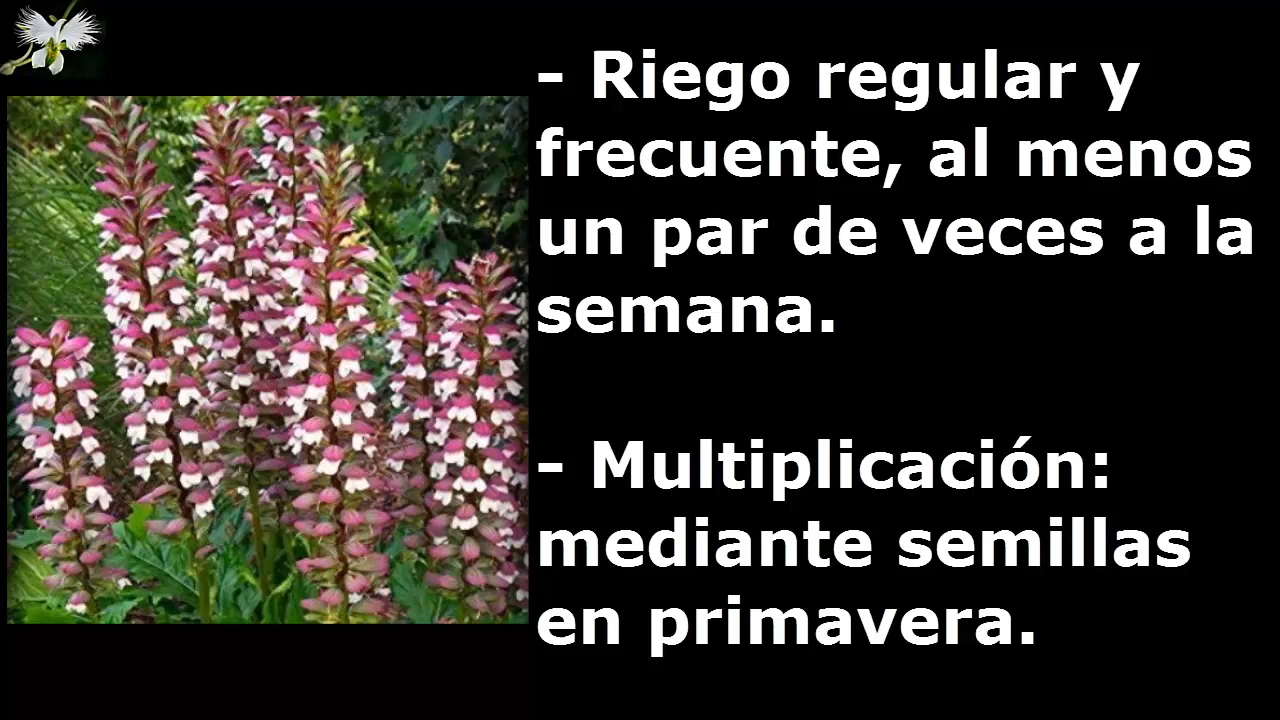 - Riego regular y
frecuente, al menos
un par de veces a la
semana.
- Multiplicación:
mediante semillas
en primavera.